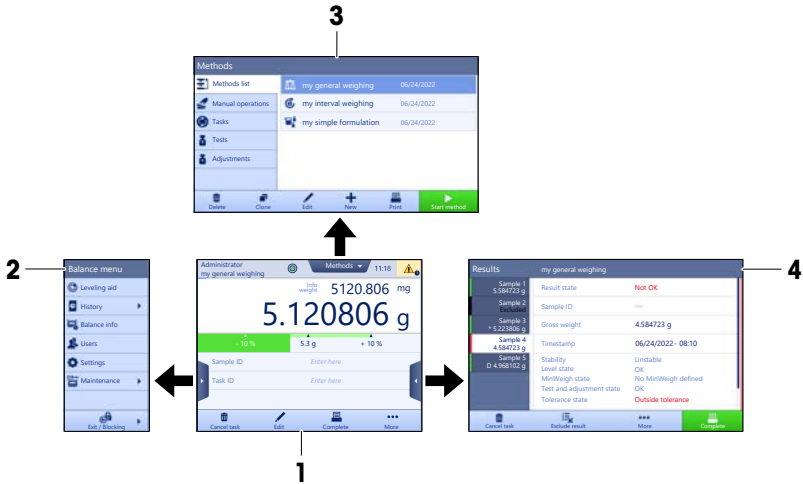 3
Methods
Methods list
Manual operations
Tasks
Tests
Adjustments
my general weighing 06/24/2022
my interval weighing 06/24/2022
my simple formulation 06/24/2022
Delete Clone Edit New Print Start method
2
Balance menu
Leveling aid
History
Balance info
Users
Settings
Maintenance
Exit / Blocking
Administrator
my general weighing
Methods 11:18
Info
weight 5120.806 mg
5.120806 g
- 10 % 5.3 g + 10 %
Sample ID Enter here
Task ID Enter here
Cancel task Edit Complete More
1
4
Results my general weighing
Sample 1
5.584723 g
Sample 2
Excluded
Sample 3
* 5.223806 g
Sample 4
4.584723 g
Sample 5
D 4.968102 g
Result state Not OK
Sample ID —
Gross weight 4.584723 g
Timestamp 06/24/2022 - 08:10
Stability Unstable
Level state OK
MinWeigh state No MinWeigh defined
Test and adjustment state OK
Tolerance state Outside tolerance
Cancel task Exclude result More Complete